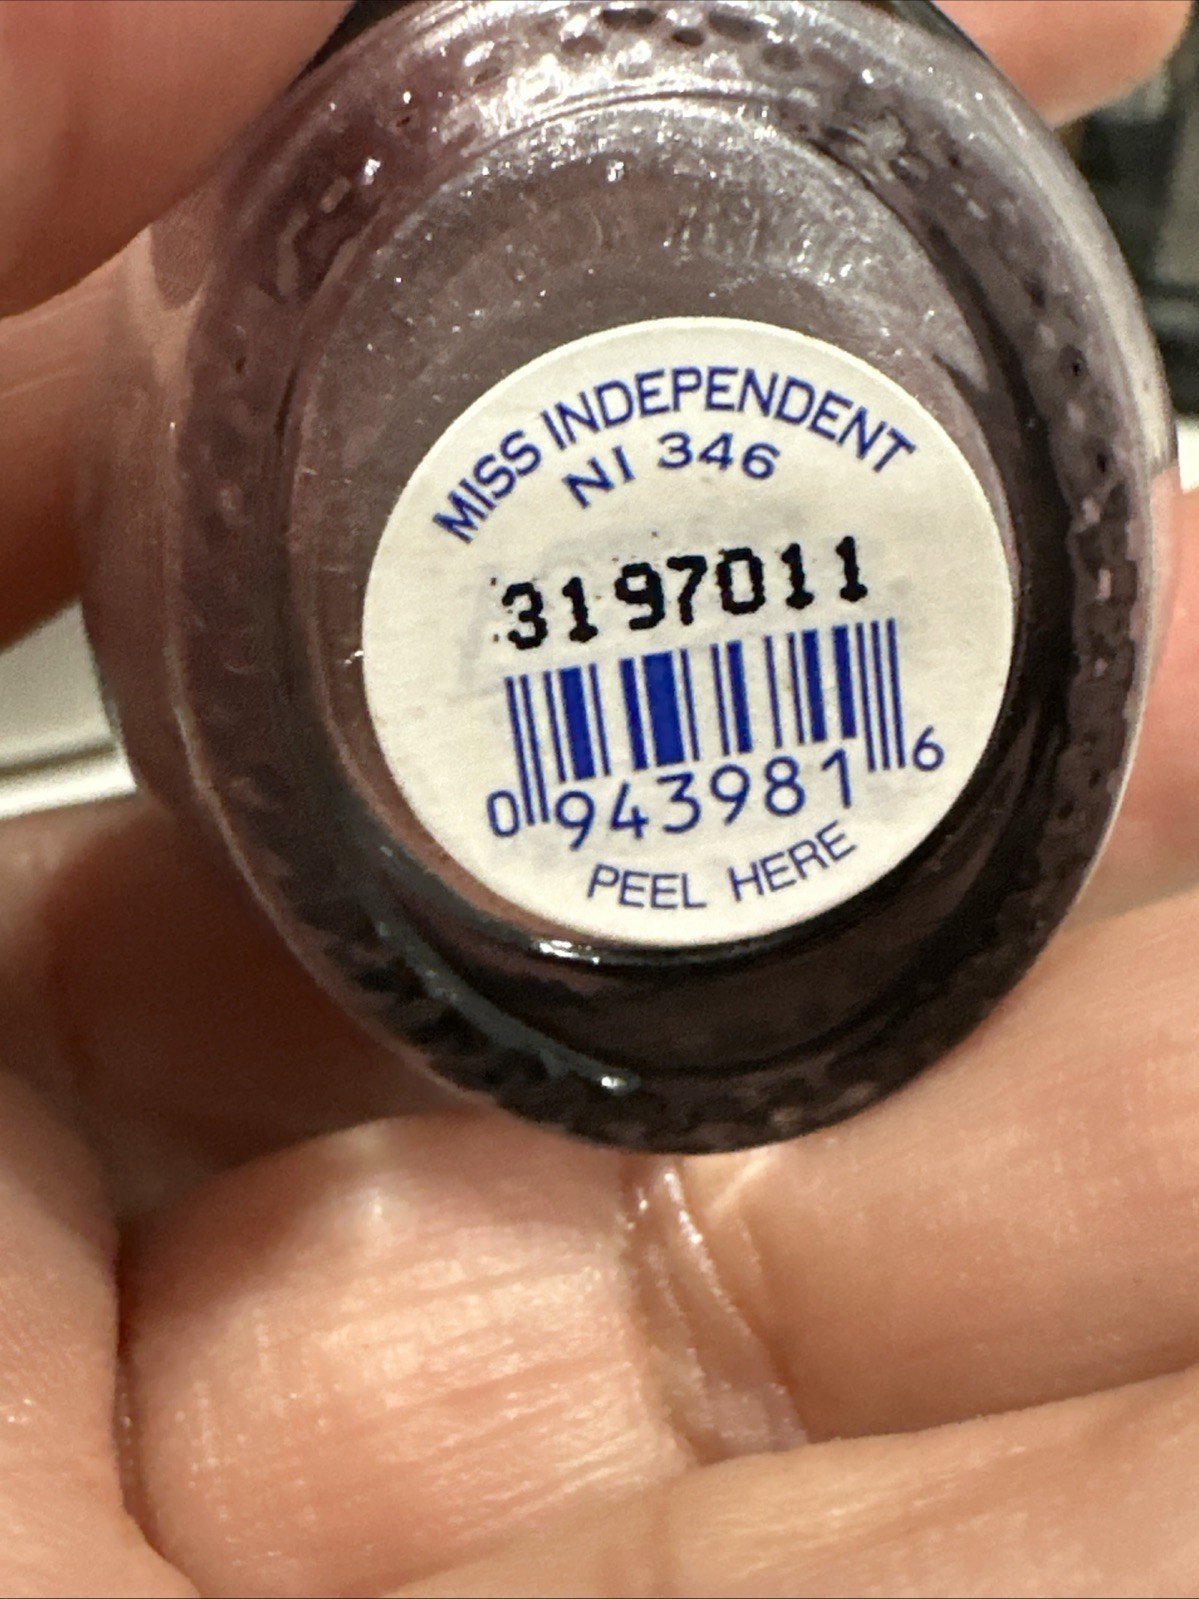 MISS INDEPENDENT
NI 346
3197011
0 943981 6
PEEL HERE